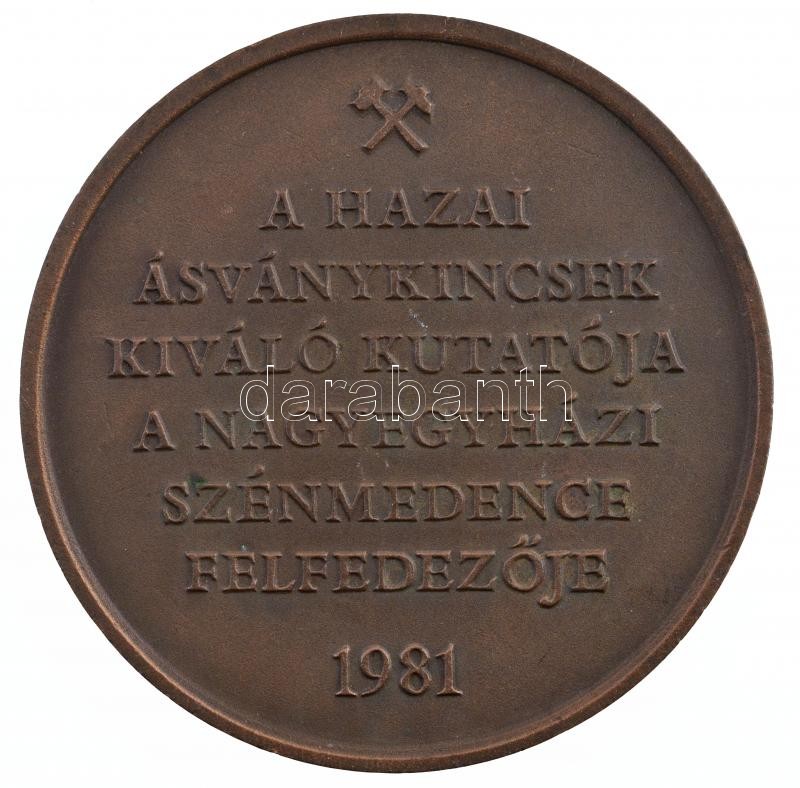 A HAZAI
ÁSVÁNYKINCSEK
KIVÁLÓ KUTATÓJA
darabanth
A NAGYEGYHÁZI
SZÉNMEDENCE
FELFEDEZŐJE
1981